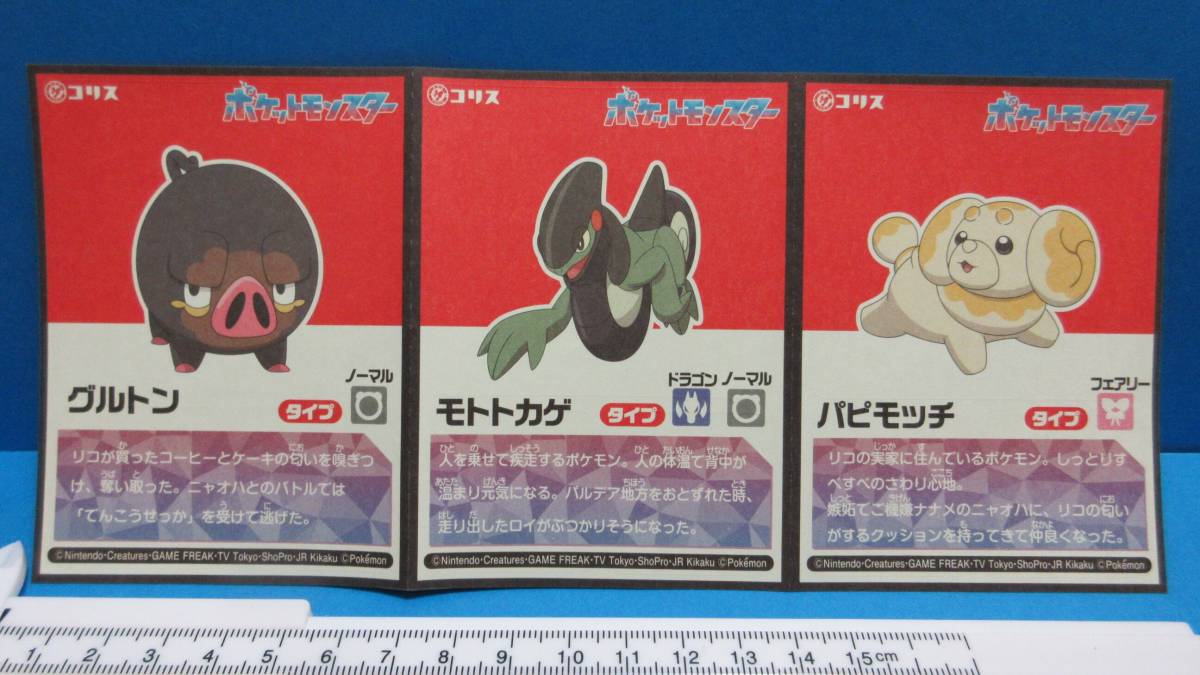 コリス
ポケットモンスター
グルトン
タイプ
ノーマル
リコが買ったコーヒーとケーキの匂いを嗅ぎつ
け、奪い取った。ニャオハとのバトルでは
「でんこうせっか」を受けて逃げた。
©Nintendo・Creatures・GAME FREAK・TV Tokyo・ShoPro・JR Kikaku ©Pokémon
コリス
ポケットモンスター
モトトカゲ
タイプ
ドラゴン ノーマル
人を乗せて疾走するポケモン。人の体温で背中が
温まり元気になる。パルデア地方をおとずれた時、
走り出したロイがぶつかりそうになった。
©Nintendo・Creatures・GAME FREAK・TV Tokyo・ShoPro・JR Kikaku ©Pokémon
コリス
ポケットモンスター
パピモッチ
タイプ
フェアリー
リコの実家に住んでいるポケモン。しっとりす
べすべのさわり心地。
嫉妬でご機嫌ナナメのニャオハに、リコの匂い
がするクッションを持ってきて仲良くなった。
©Nintendo・Creatures・GAME FREAK・TV Tokyo・ShoPro・JR Kikaku ©Pokémon
1 2 3 4 5 6 7 8 9 10 11 12 13 14 15cm